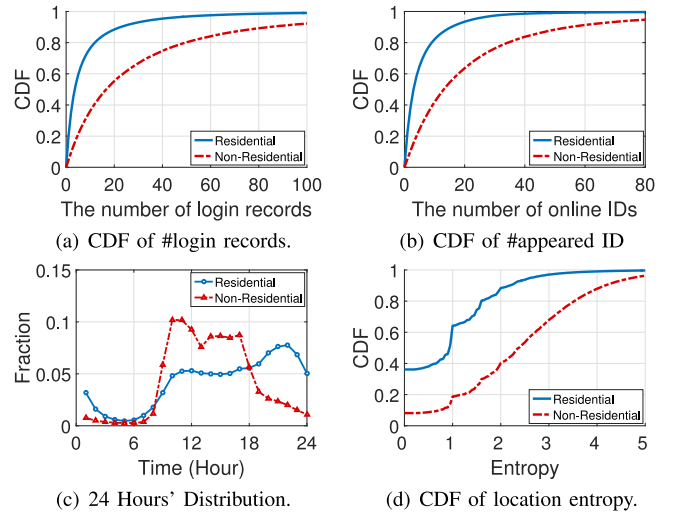 1
0.8
0.6
0.4
0.2
0
CDF
Residential
Non-Residential
0 20 40 60 80 100
The number of login records
(a) CDF of #login records.
1
0.8
0.6
0.4
0.2
0
CDF
Residential
Non-Residential
0 20 40 60 80
The number of online IDs
(b) CDF of #appeared ID
0.15
0.1
0.05
0
Fraction
Residential
Non-Residential
0 6 12 18 24
Time (Hour)
(c) 24 Hours' Distribution.
1
0.8
0.6
0.4
0.2
0
CDF
Residential
Non-Residential
0 1 2 3 4 5
Entropy
(d) CDF of location entropy.